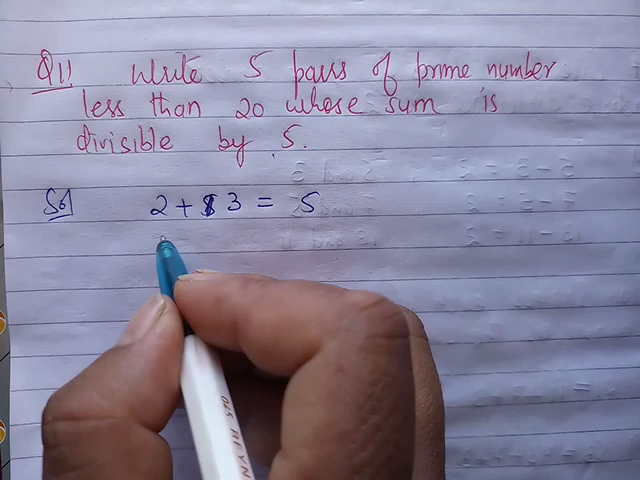 Q11 Write 5 pairs of prime number
less than 20 whose sum is
divisible by 5.
Sol 2 + 3 = 5